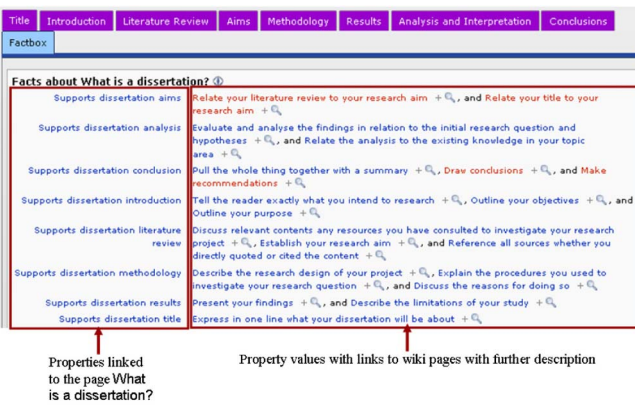 Title Introduction Literature Review Aims Methodology Results Analysis and Interpretation Conclusions
Factbox
Facts about What is a dissertation?
Supports dissertation aims Relate your literature review to your research aim + , and Relate your title to your
research aim +
Supports dissertation analysis Evaluate and analyse the findings in relation to the initial research question and
hypotheses + , and Relate the analysis to the existing knowledge in your topic
area +
Supports dissertation conclusion Pull the whole thing together with a summary + , Draw conclusions + , and Make
recommendations +
Supports dissertation introduction Tell the reader exactly what you intend to research + , Outline your objectives + , and
Outline your purpose +
Supports dissertation literature Discuss relevant contents any resources you have consulted to investigate your research
review project + , Establish your research aim + , and Reference all sources whether you
directly quoted or cited the content +
Supports dissertation methodology Describe the research design of your project + , Explain the procedures you used to
investigate your research question + , and Discuss the reasons for doing so +
Supports dissertation results Present your findings + , and Describe the limitations of your study +
Supports dissertation title Express in one line what your dissertation will be about +
Properties linked
to the page What
is a dissertation?
Property values with links to wiki pages with further description